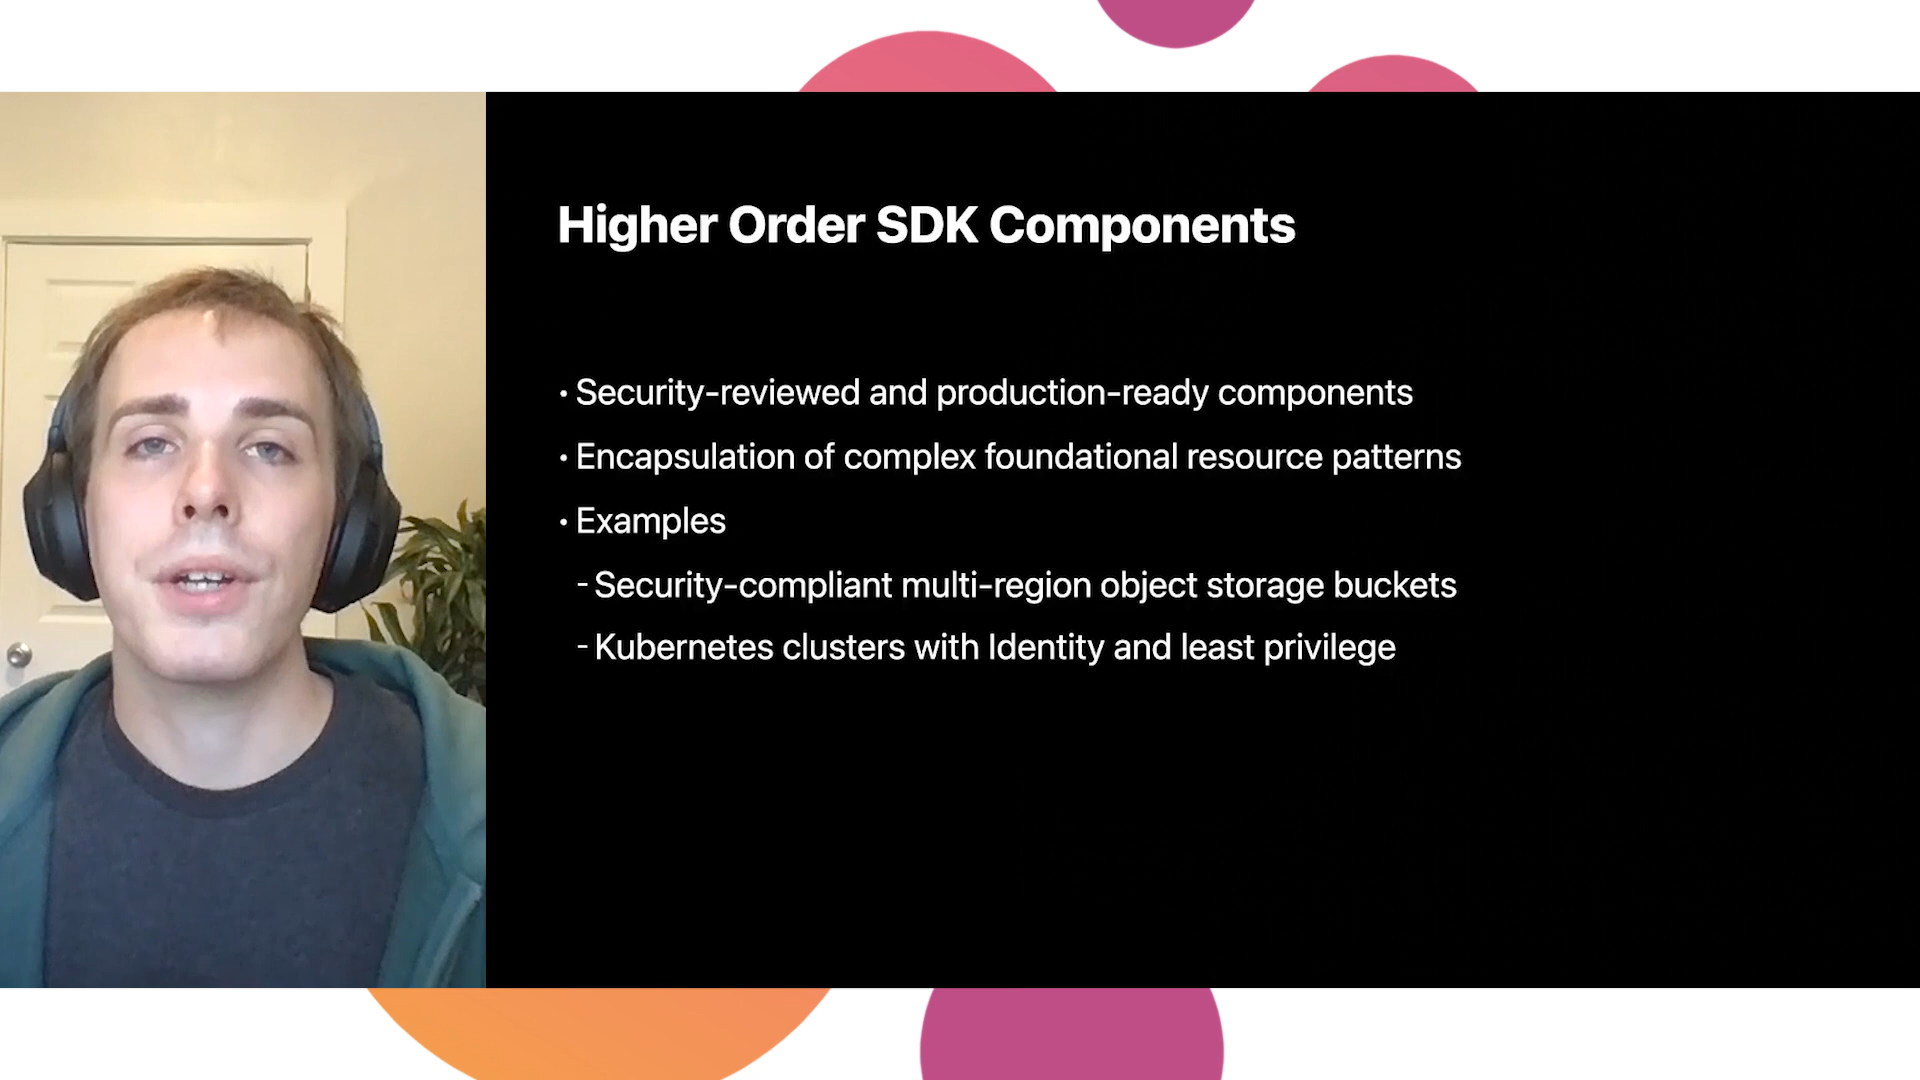 Higher Order SDK Components
• Security-reviewed and production-ready components
• Encapsulation of complex foundational resource patterns
• Examples
- Security-compliant multi-region object storage buckets
- Kubernetes clusters with Identity and least privilege